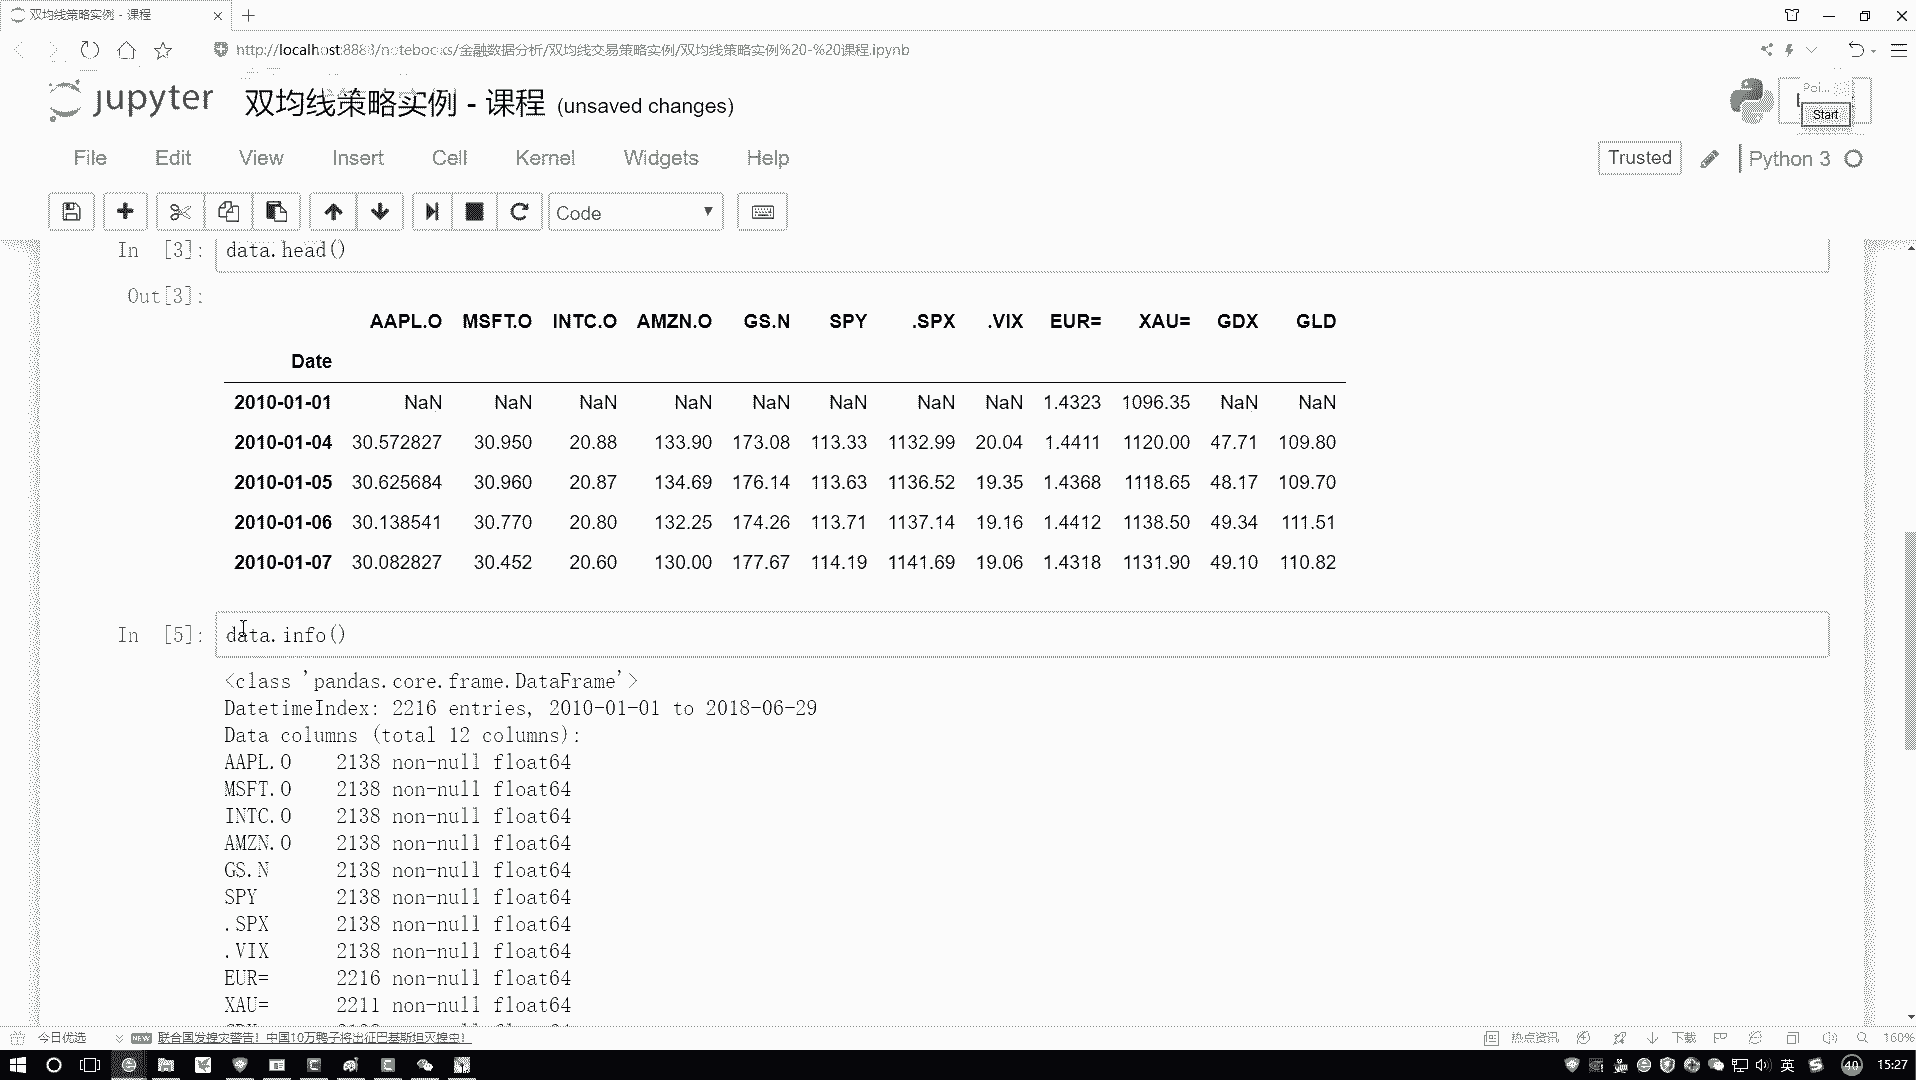 双均线策略实例 - 课程
http://localhost:8888/notebooks/金融数据分析/双均线交易策略实例/双均线策略实例%20-%20课程.ipynb
jupyter 双均线策略实例 - 课程 (unsaved changes)
Poi...
Start
File Edit View Insert Cell Kernel Widgets Help
Trusted Python 3
Code
In [3]: data.head()
Out[3]:
AAPL.O MSFT.O INTC.O AMZN.O GS.N SPY .SPX .VIX EUR= XAU= GDX GLD
Date
2010-01-01 NaN NaN NaN NaN NaN NaN NaN NaN 1.4323 1096.35 NaN NaN
2010-01-04 30.572827 30.950 20.88 133.90 173.08 113.33 1132.99 20.04 1.4411 1120.00 47.71 109.80
2010-01-05 30.625684 30.960 20.87 134.69 176.14 113.63 1136.52 19.35 1.4368 1118.65 48.17 109.70
2010-01-06 30.138541 30.770 20.80 132.25 174.26 113.71 1137.14 19.16 1.4412 1138.50 49.34 111.51
2010-01-07 30.082827 30.452 20.60 130.00 177.67 114.19 1141.69 19.06 1.4318 1131.90 49.10 110.82
In [5]: data.info()
<class 'pandas.core.frame.DataFrame'>
DatetimeIndex: 2216 entries, 2010-01-01 to 2018-06-29
Data columns (total 12 columns):
AAPL.O 2138 non-null float64
MSFT.O 2138 non-null float64
INTC.O 2138 non-null float64
AMZN.O 2138 non-null float64
GS.N 2138 non-null float64
SPY 2138 non-null float64
.SPX 2138 non-null float64
.VIX 2138 non-null float64
EUR= 2216 non-null float64
XAU= 2211 non-null float64
今日优选 NEW 联合国发蝗灾警告！中国10万鸭子将出征巴基斯坦灭蝗虫！ 热点资讯 下载 160%
英 40 15:27